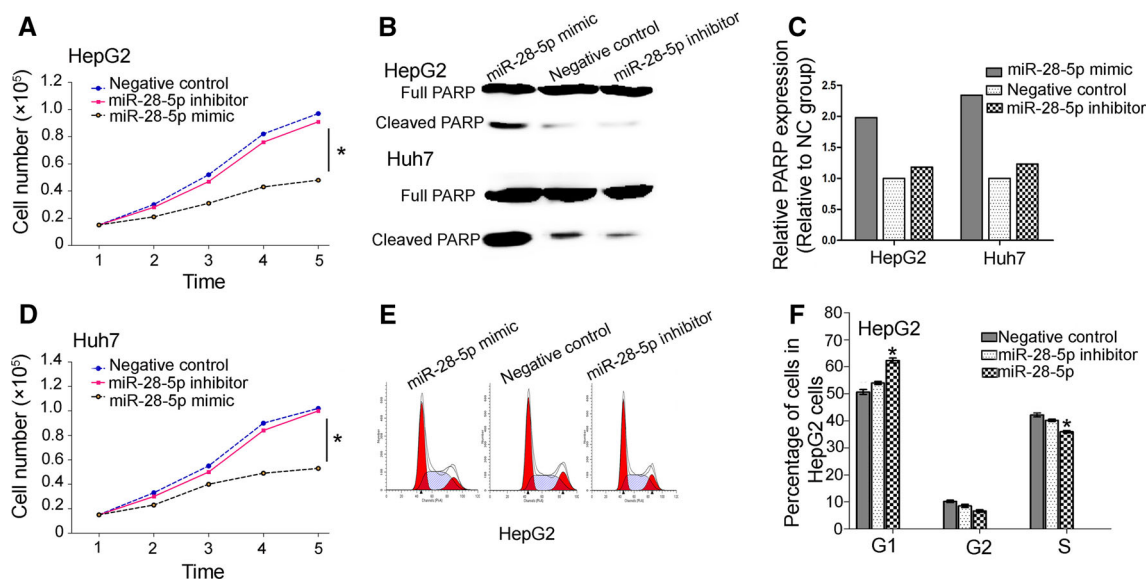 A
HepG2
Cell number (×10⁵)
1.2
1.0
0.8
0.6
0.4
0.2
0
Negative control
miR-28-5p inhibitor
miR-28-5p mimic
*
1 2 3 4 5
Time
B
miR-28-5p mimic
Negative control
miR-28-5p inhibitor
HepG2
Full PARP
Cleaved PARP
Huh7
Full PARP
Cleaved PARP
C
Relative PARP expression
(Relative to NC group)
2.5
2.0
1.5
1.0
0.5
0.0
miR-28-5p mimic
Negative control
miR-28-5p inhibitor
HepG2 Huh7
D
Huh7
Cell number (×10⁵)
1.4
1.2
1.0
0.8
0.6
0.4
0.2
0
Negative control
miR-28-5p inhibitor
miR-28-5p mimic
*
1 2 3 4 5
Time
E
miR-28-5p mimic
Negative control
miR-28-5p inhibitor
HepG2
F
HepG2
Percentage of cells in
HepG2 cells
80
70
60
50
40
30
20
10
0
Negative control
miR-28-5p inhibitor
miR-28-5p
*
*
G1 G2 S